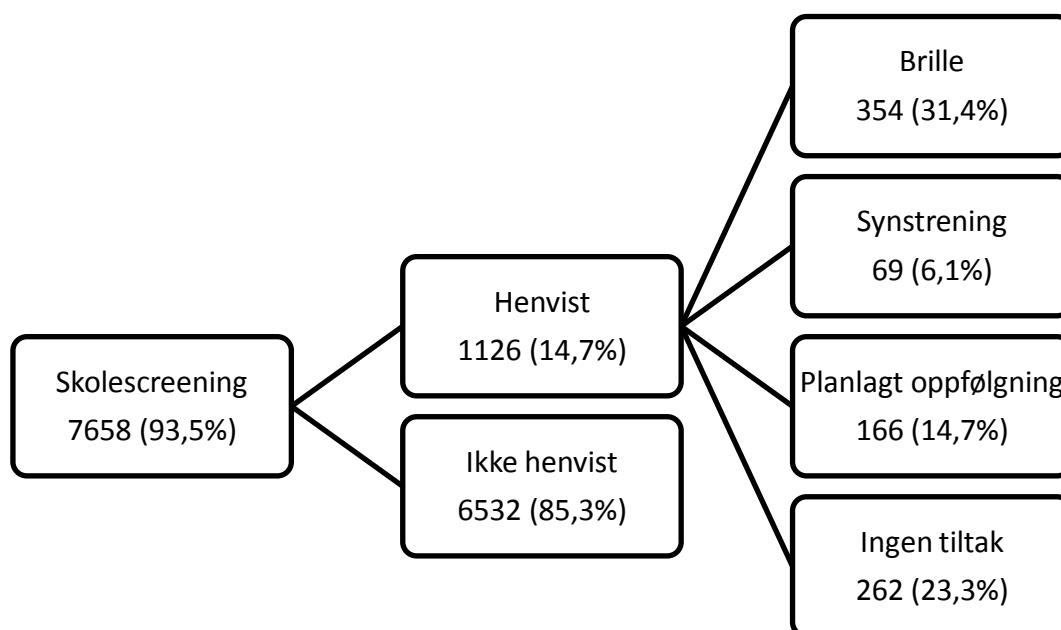 Skolescreening
7658 (93,5%)
Henvist
1126 (14,7%)
Ikke henvist
6532 (85,3%)
Brille
354 (31,4%)
Synstrening
69 (6,1%)
Planlagt oppfølgning
166 (14,7%)
Ingen tiltak
262 (23,3%)